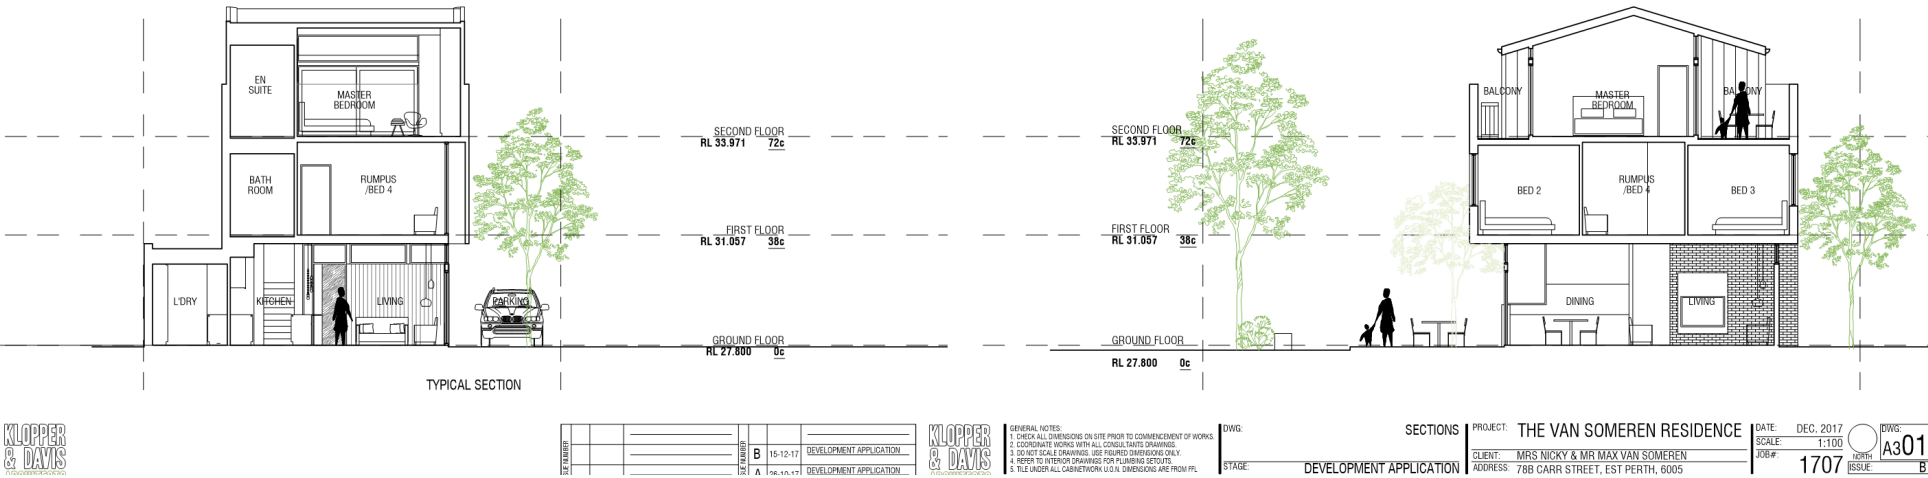 EN
SUITE
MASTER
BEDROOM
BATH
ROOM
RUMPUS
/BED 4
L'DRY
KITCHEN
LIVING
PARKING
SECOND FLOOR
RL 33.971 72c
FIRST FLOOR
RL 31.057 38c
GROUND FLOOR
RL 27.800 0c
TYPICAL SECTION
SECOND FLOOR
RL 33.971 72c
FIRST FLOOR
RL 31.057 38c
GROUND FLOOR
RL 27.800 0c
BALCONY
MASTER
BEDROOM
BALCONY
BED 2
RUMPUS
/BED 4
BED 3
DINING
LIVING
KLOPPER
& DAVIS
B 15-12-17 DEVELOPMENT APPLICATION
A 26-10-17 DEVELOPMENT APPLICATION
KLOPPER
& DAVIS
GENERAL NOTES:
1. CHECK ALL DIMENSIONS ON SITE PRIOR TO COMMENCEMENT OF WORKS.
2. COORDINATE WORKS WITH ALL CONSULTANTS DRAWINGS.
3. DO NOT SCALE DRAWINGS. USE FIGURED DIMENSIONS ONLY.
4. REFER TO INTERIOR DRAWINGS FOR PLUMBING SETOUTS.
5. TILE UNDER ALL CABINETWORK U.O.N. DIMENSIONS ARE FROM FFL
DWG: SECTIONS
STAGE: DEVELOPMENT APPLICATION
PROJECT: THE VAN SOMEREN RESIDENCE
CLIENT: MRS NICKY & MR MAX VAN SOMEREN
ADDRESS: 78B CARR STREET, EST PERTH, 6005
DATE: DEC. 2017
SCALE: 1:100
JOB#: 1707
NORTH
DWG:
A301
ISSUE: B